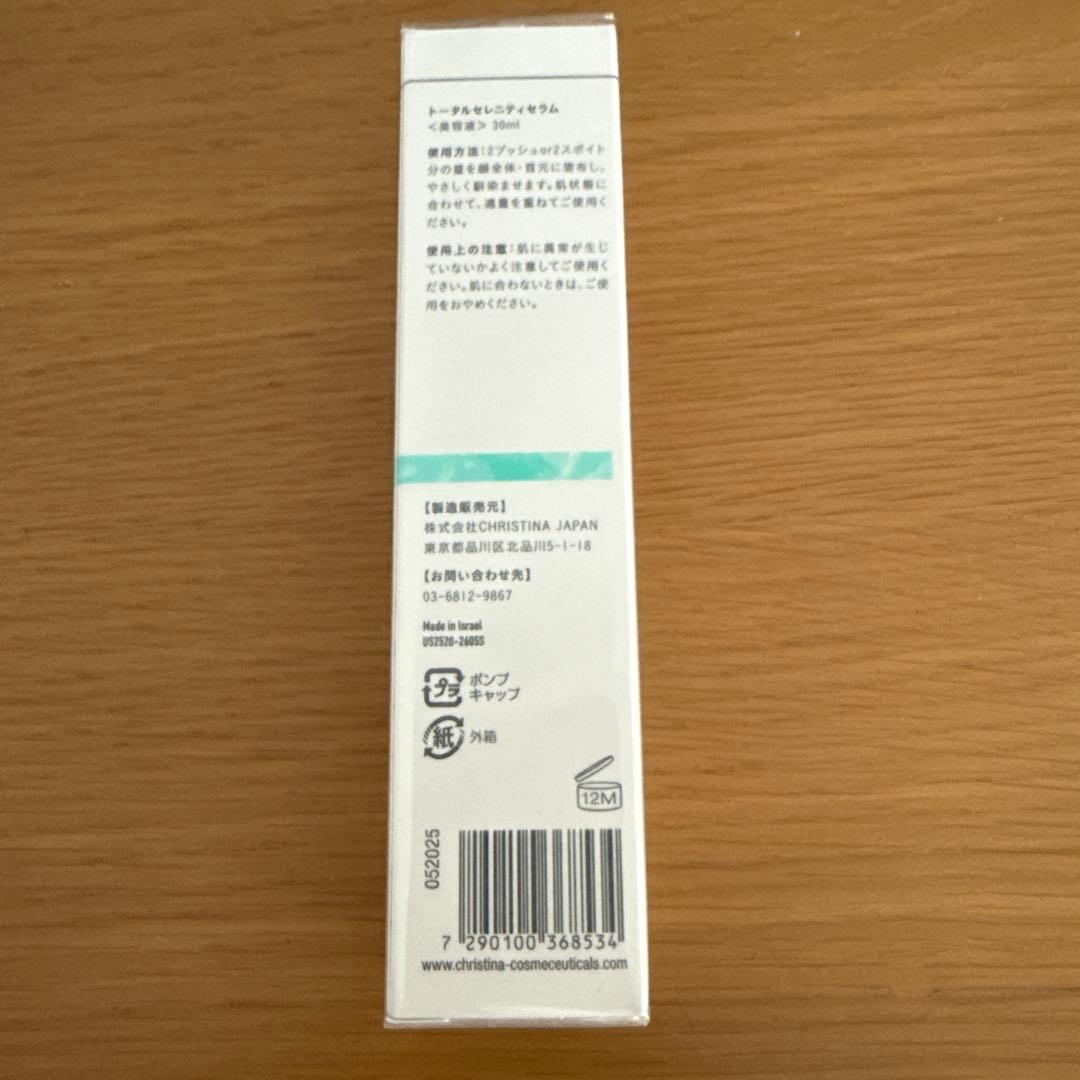 トータルセレニティセラム
＜美容液＞ 30ml
使用方法：2プッシュor2スポイト
分の量を顔全体・首元に塗布し、
やさしく馴染ませます。肌状態に
合わせて、適量を重ねてご使用く
ださい。
使用上の注意：肌に異常が生じ
ていないかよく注意してご使用く
ださい。肌に合わないときは、ご使
用をおやめください。
【製造販売元】
株式会社CHRISTINA JAPAN
東京都品川区北品川5-1-18
【お問い合わせ先】
03-6812-9867
Made in Israel
US2520-2605S
プラ ポンプ
キャップ
紙 外箱
12M
052025
7 290100 368534
www.christina-cosmeceuticals.com